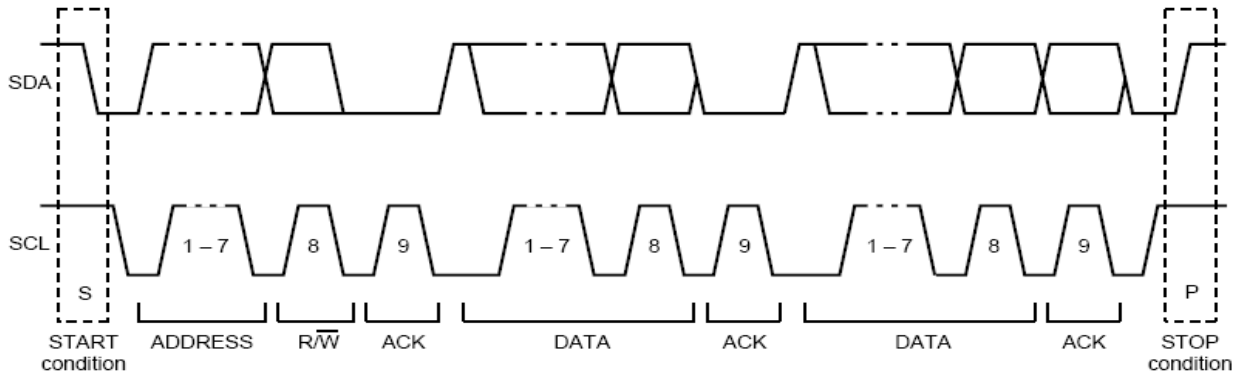 SDA
SCL
1 – 7
8
9
1 – 7
8
9
1 – 7
8
9
S
P
START
condition
ADDRESS
R/W̅
ACK
DATA
ACK
DATA
ACK
STOP
condition